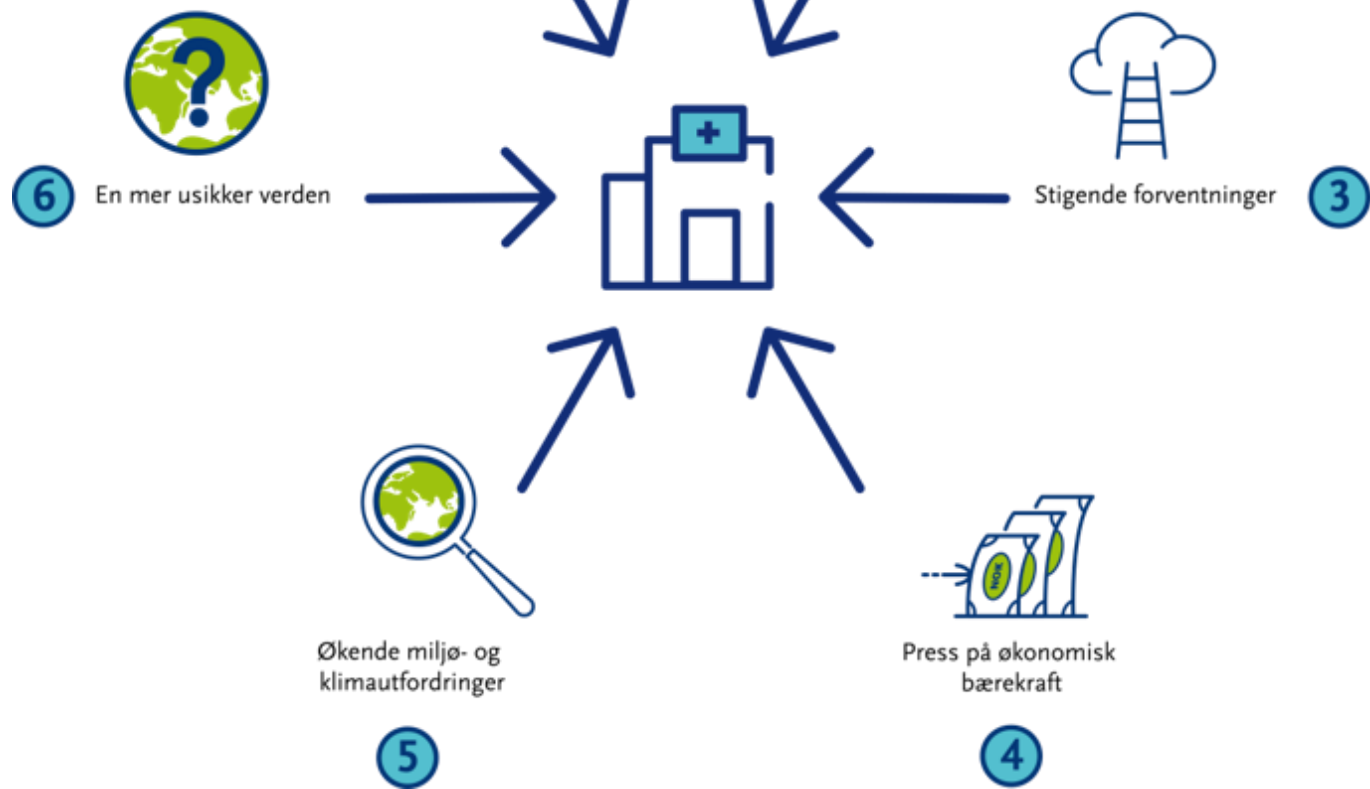 6
En mer usikker verden
Stigende forventninger
3
NOK
Økende miljø- og
klimautfordringer
5
Press på økonomisk
bærekraft
4